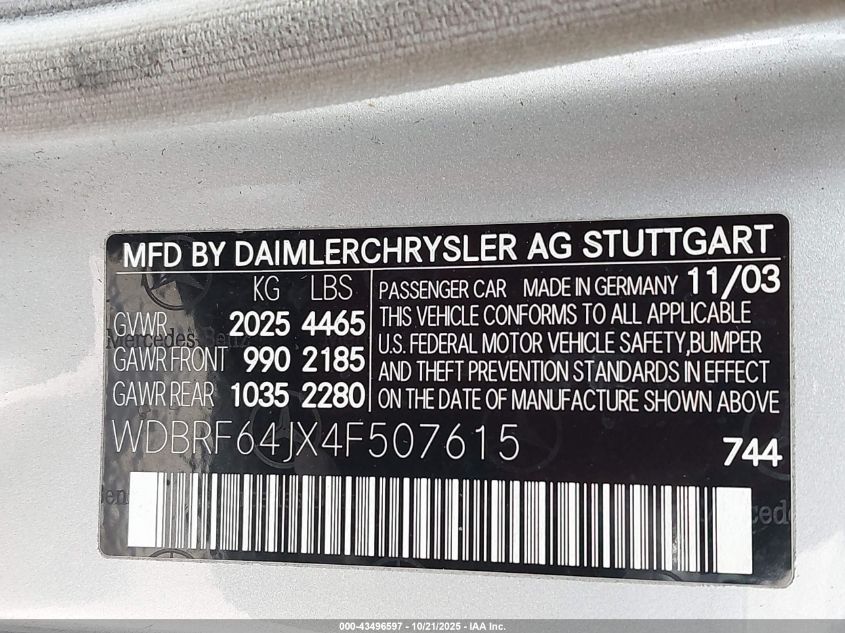 MFD BY DAIMLERCHRYSLER AG STUTTGART
KG LBS
GVWR 2025 4465
GAWR FRONT 990 2185
GAWR REAR 1035 2280
PASSENGER CAR MADE IN GERMANY 11/03
THIS VEHICLE CONFORMS TO ALL APPLICABLE
U.S. FEDERAL MOTOR VEHICLE SAFETY,BUMPER
AND THEFT PREVENTION STANDARDS IN EFFECT
ON THE DATE OF MANUFACTURE SHOWN ABOVE
WDBRF64JX4F507615
744
000-43496597 - 10/21/2025 - IAA Inc.